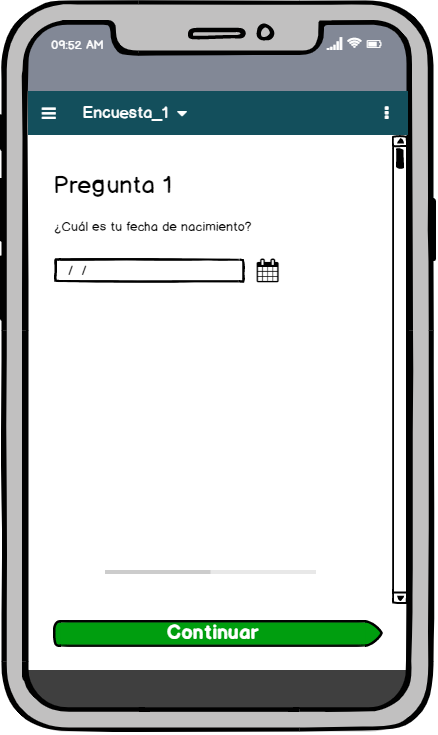 09:52 AM
Encuesta_1
Pregunta 1
¿Cuál es tu fecha de nacimiento?
/ /
Continuar